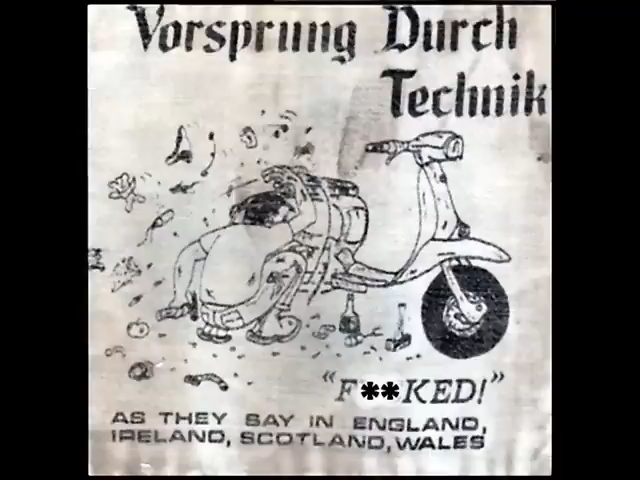 Vorsprung Durch
Technik
"F**KED!"
AS THEY SAY IN ENGLAND,
IRELAND, SCOTLAND, WALES